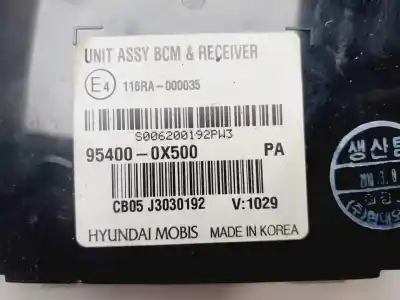 UNIT ASSY BCM & RECEIVER
E4 116RA-000035
S006200192PW3
95400-0X500 PA
CB05 J3030192 V:1029
HYUNDAI MOBIS MADE IN KOREA
생산팀